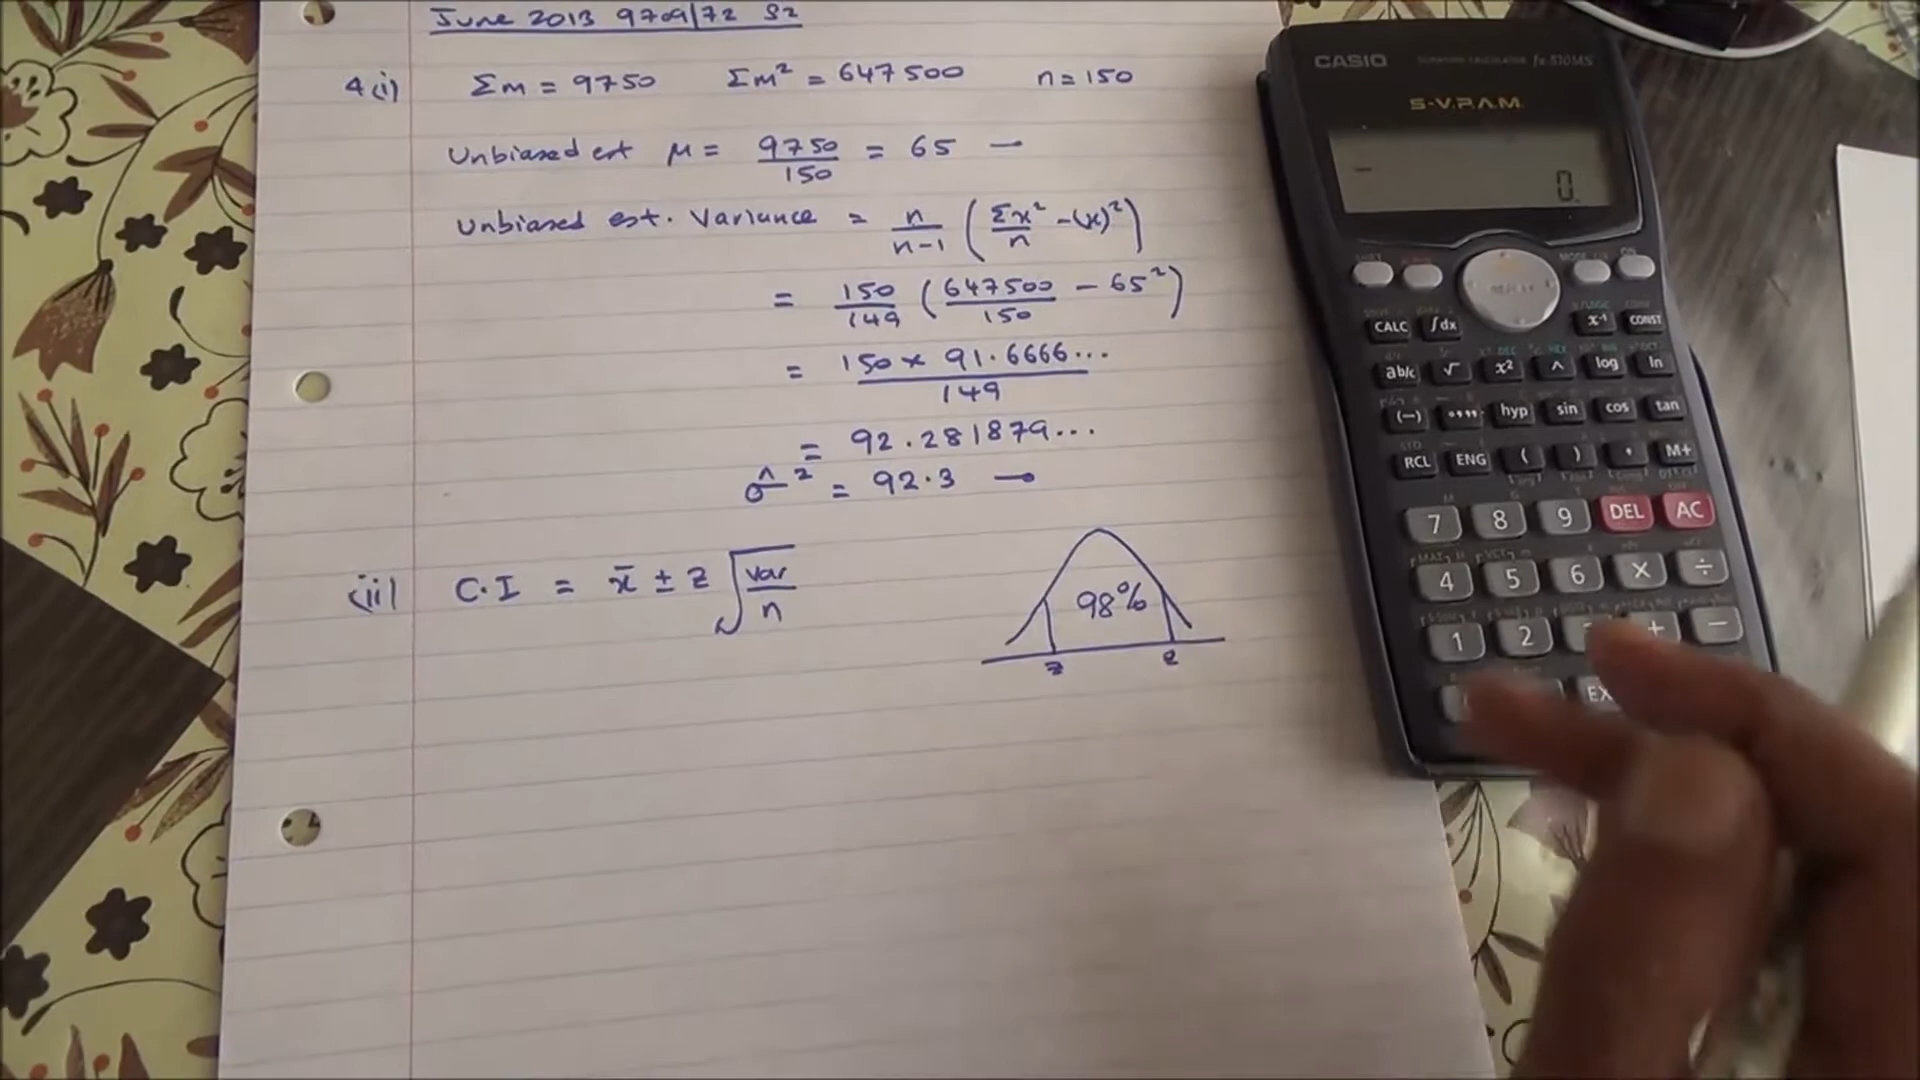 June 2013 9709/72 S2
4(i) Σm = 9750 Σm² = 647500 n = 150
Unbiased est μ = 9750/150 = 65
Unbiased est. Variance = n/n-1 (Σx²/n - (x)²)
= 150/149 (647500/150 - 65²)
= 150 × 91.6666.../149
= 92.281879...
σ̂² = 92.3
(ii) C.I = x̄ ± z √var/n
98%
z z
CASIO
S-V.P.A.M.
0.
CALC ∫dx x⁻¹ CONST
ab/c √ x² ^ log ln
(−) hyp sin cos tan
RCL ENG ( ) , M+
7 8 9 DEL AC
4 5 6 × ÷
1 2 + −